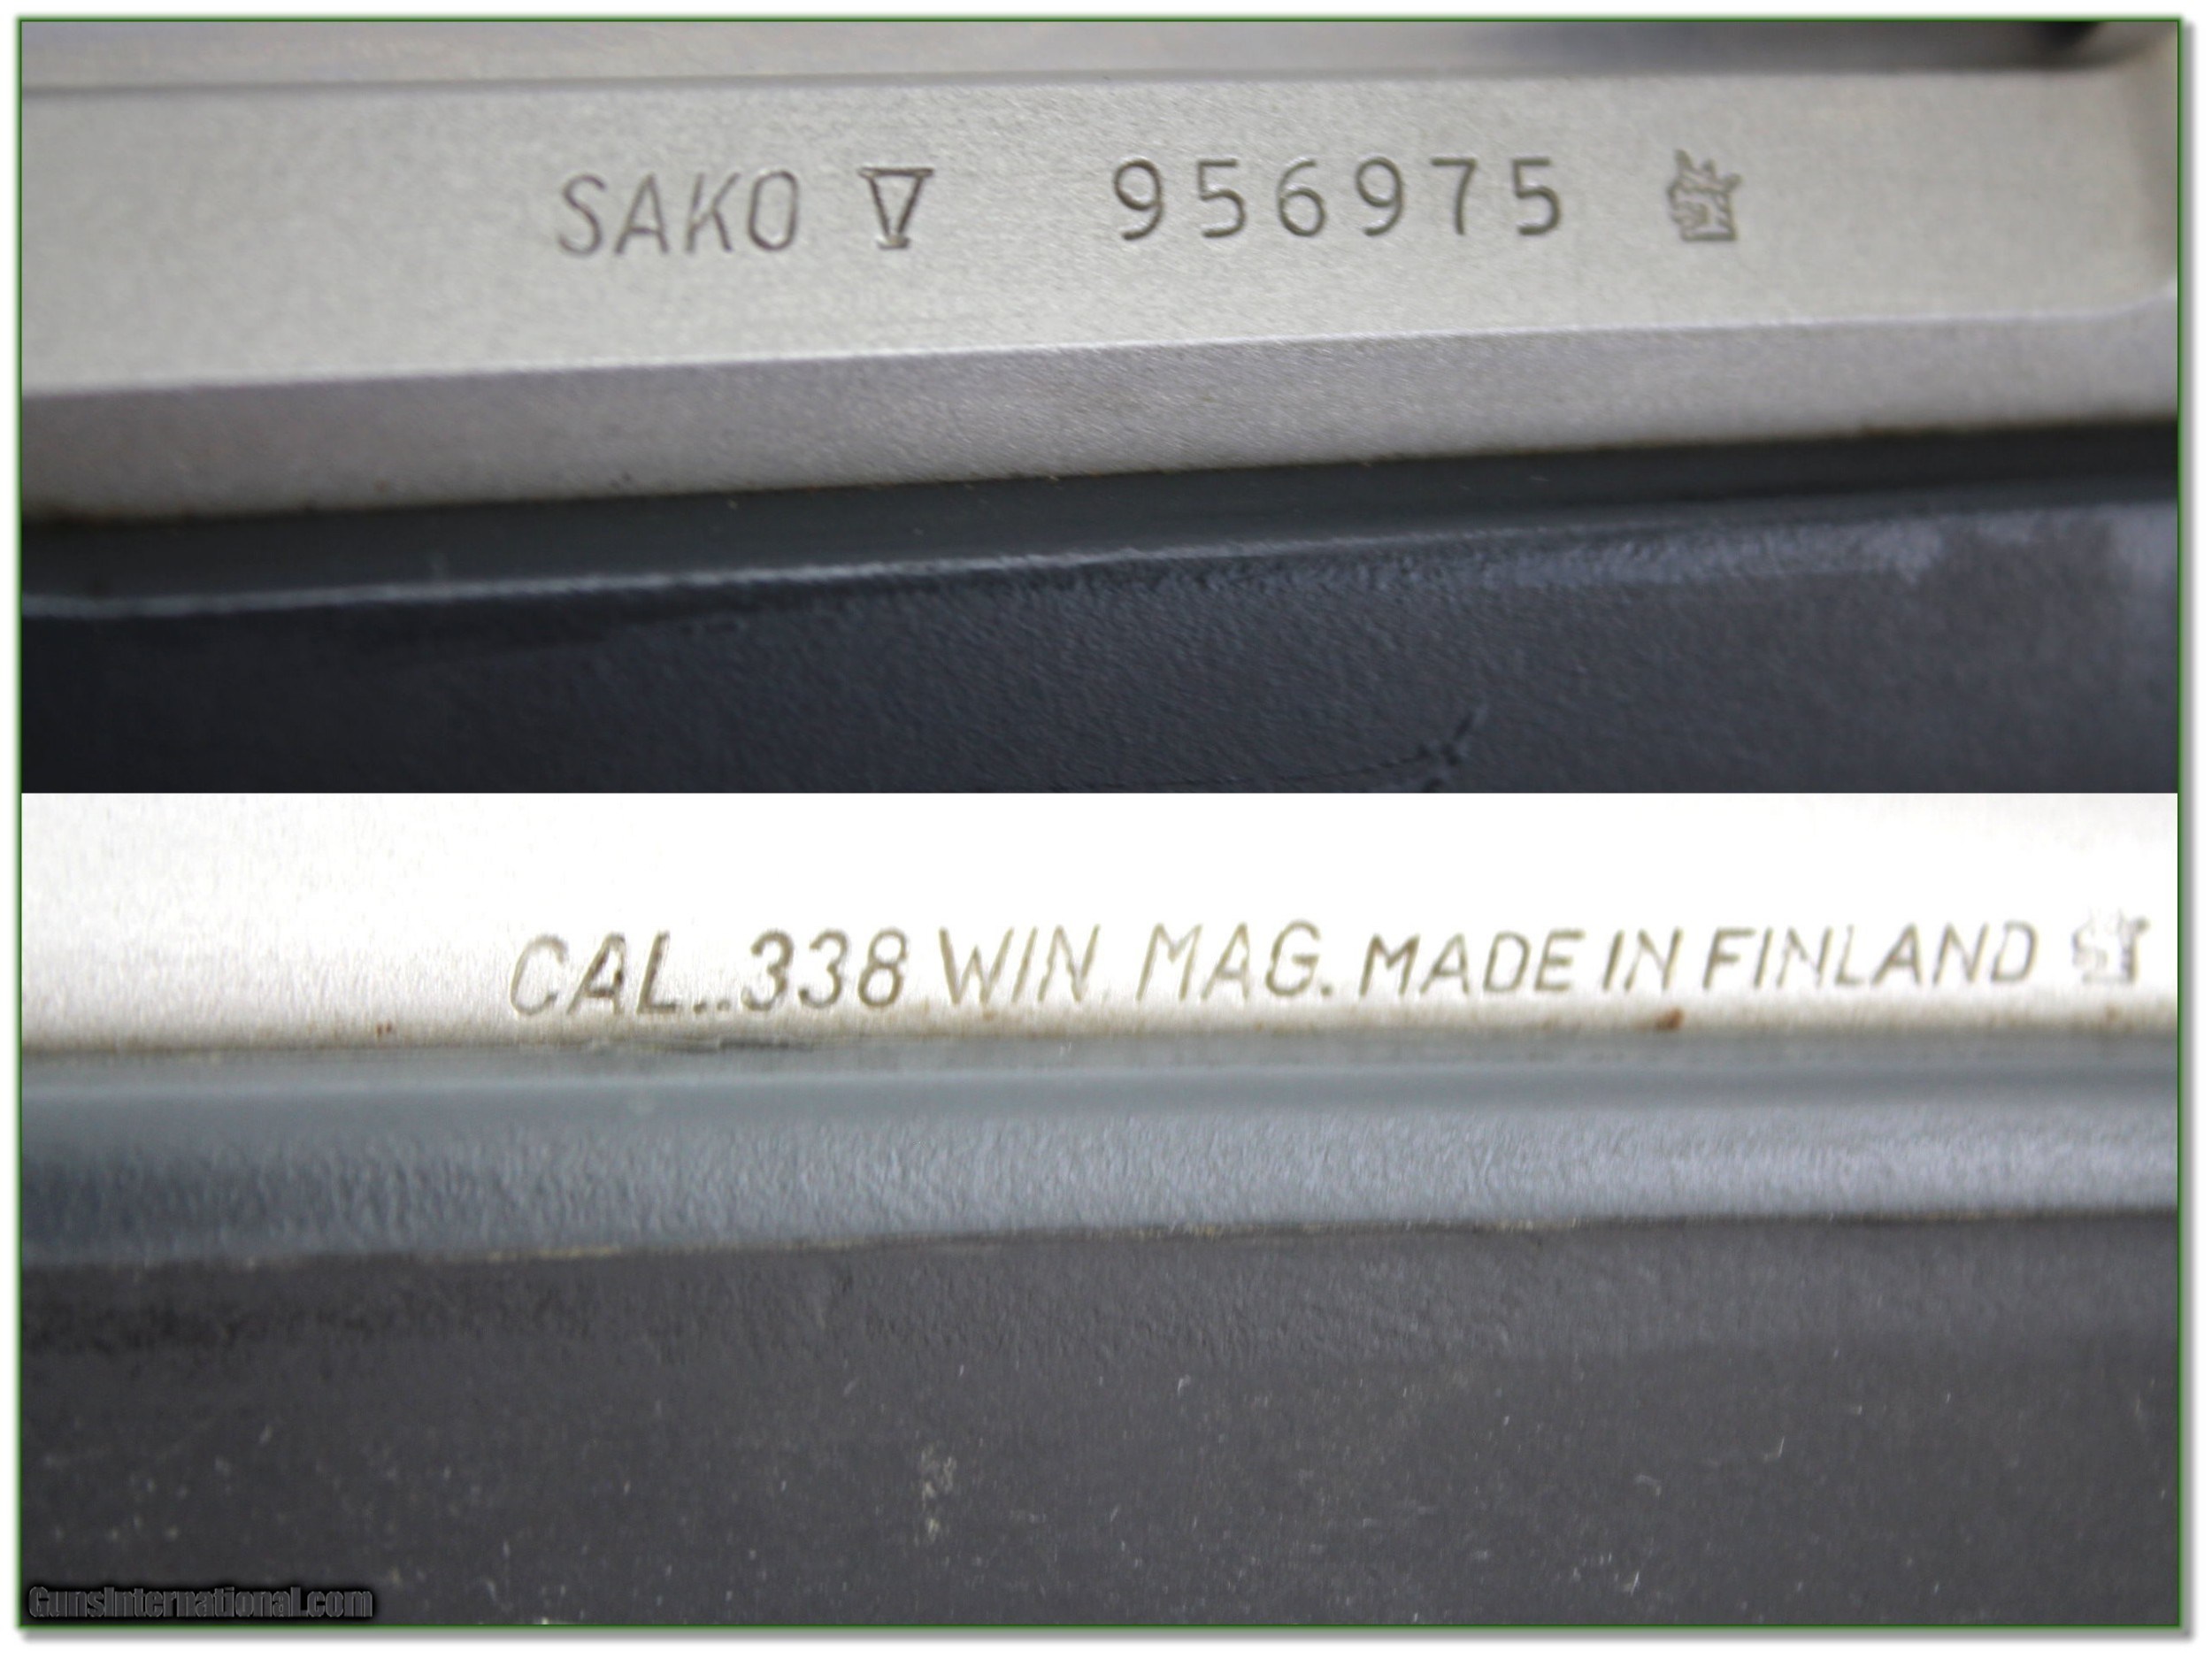 SAKO V 956975
CAL..338 WIN. MAG. MADE IN FINLAND
GunsInternational.com